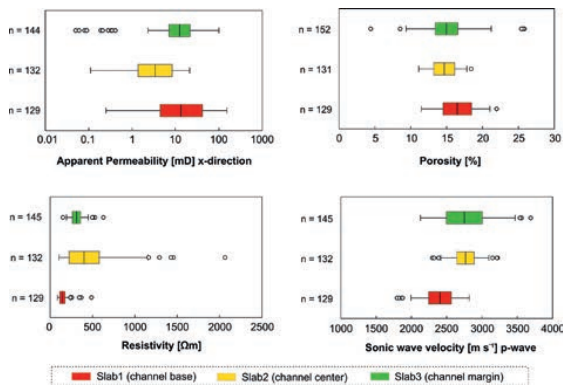 n = 144
n = 132
n = 129
0.01 0.1 1 10 100 1000
Apparent Permeability [mD] x-direction
n = 152
n = 131
n = 129
0 5 10 15 20 25 30
Porosity [%]
n = 145
n = 132
n = 129
0 500 1000 1500 2000 2500
Resistivity [Ωm]
n = 145
n = 132
n = 129
1000 1500 2000 2500 3000 3500 4000
Sonic wave velocity [m s⁻¹] p-wave
Slab1 (channel base) Slab2 (channel center) Slab3 (channel margin)